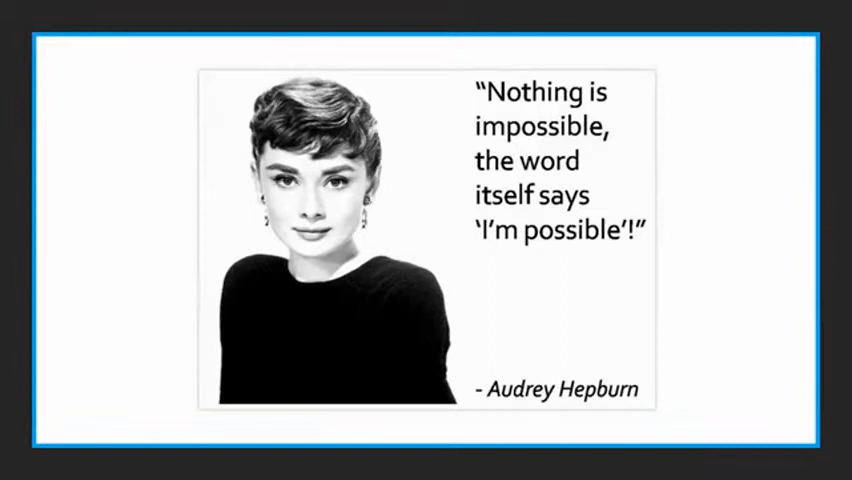 “Nothing is
impossible,
the word
itself says
‘I’m possible’!”
- Audrey Hepburn